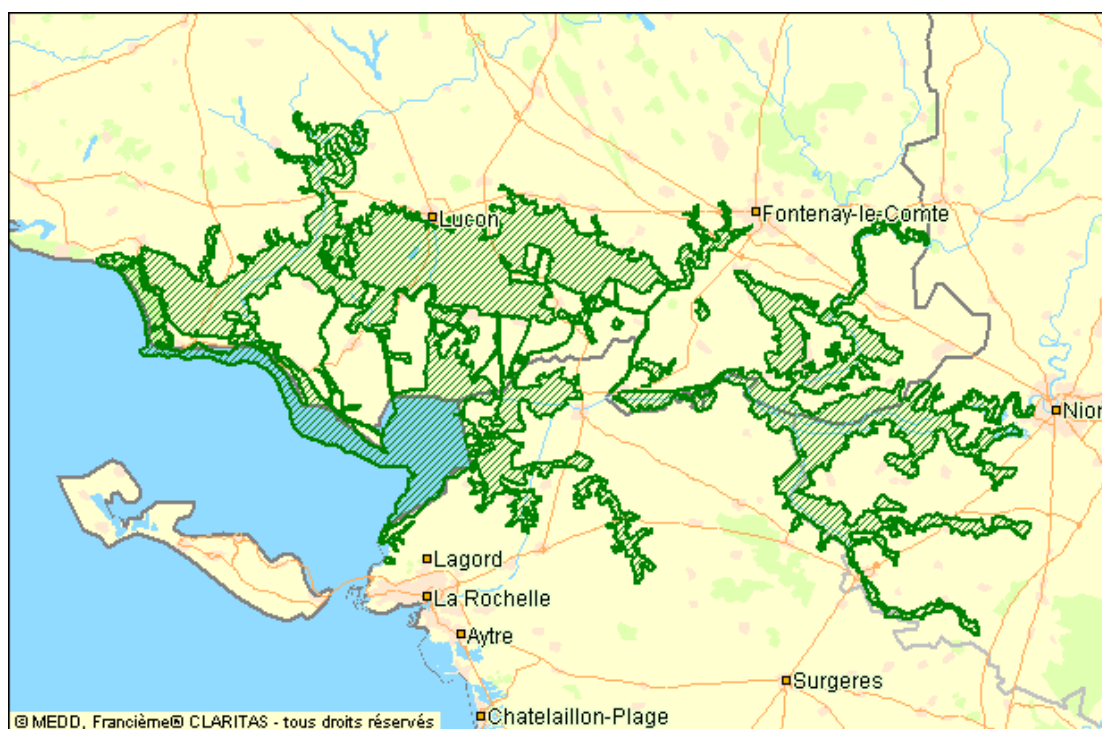 Lucon
Fontenay-le-Comte
Nior
Lagord
La Rochelle
Aytre
Surgeres
Chatelaillon-Plage
© MEDD, Francième® CLARITAS - tous droits réservés